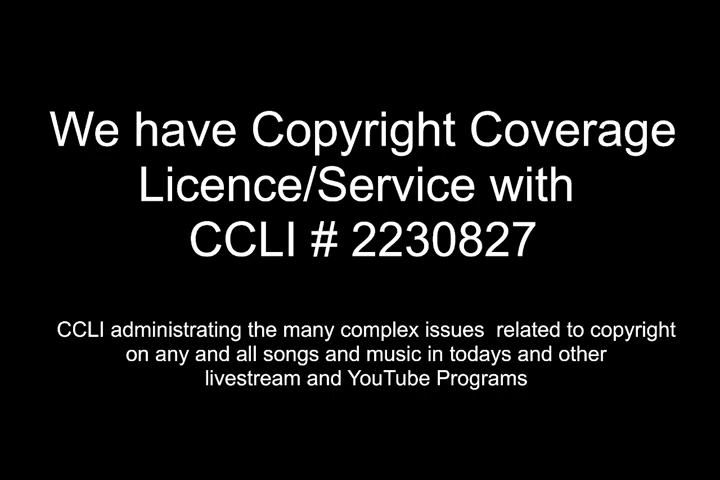 We have Copyright Coverage
Licence/Service with
CCLI # 2230827
CCLI administrating the many complex issues  related to copyright
on any and all songs and music in todays and other
livestream and YouTube Programs